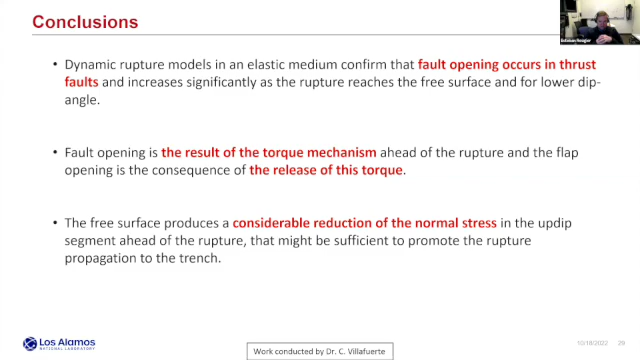 Conclusions
Esteban Rougier
• Dynamic rupture models in an elastic medium confirm that fault opening occurs in thrust
faults and increases significantly as the rupture reaches the free surface and for lower dip-
angle.
• Fault opening is the result of the torque mechanism ahead of the rupture and the flap
opening is the consequence of the release of this torque.
• The free surface produces a considerable reduction of the normal stress in the updip
segment ahead of the rupture, that might be sufficient to promote the rupture
propagation to the trench.
Los Alamos
NATIONAL LABORATORY
Work conducted by Dr. C. Villafuerte
10/18/2022 29